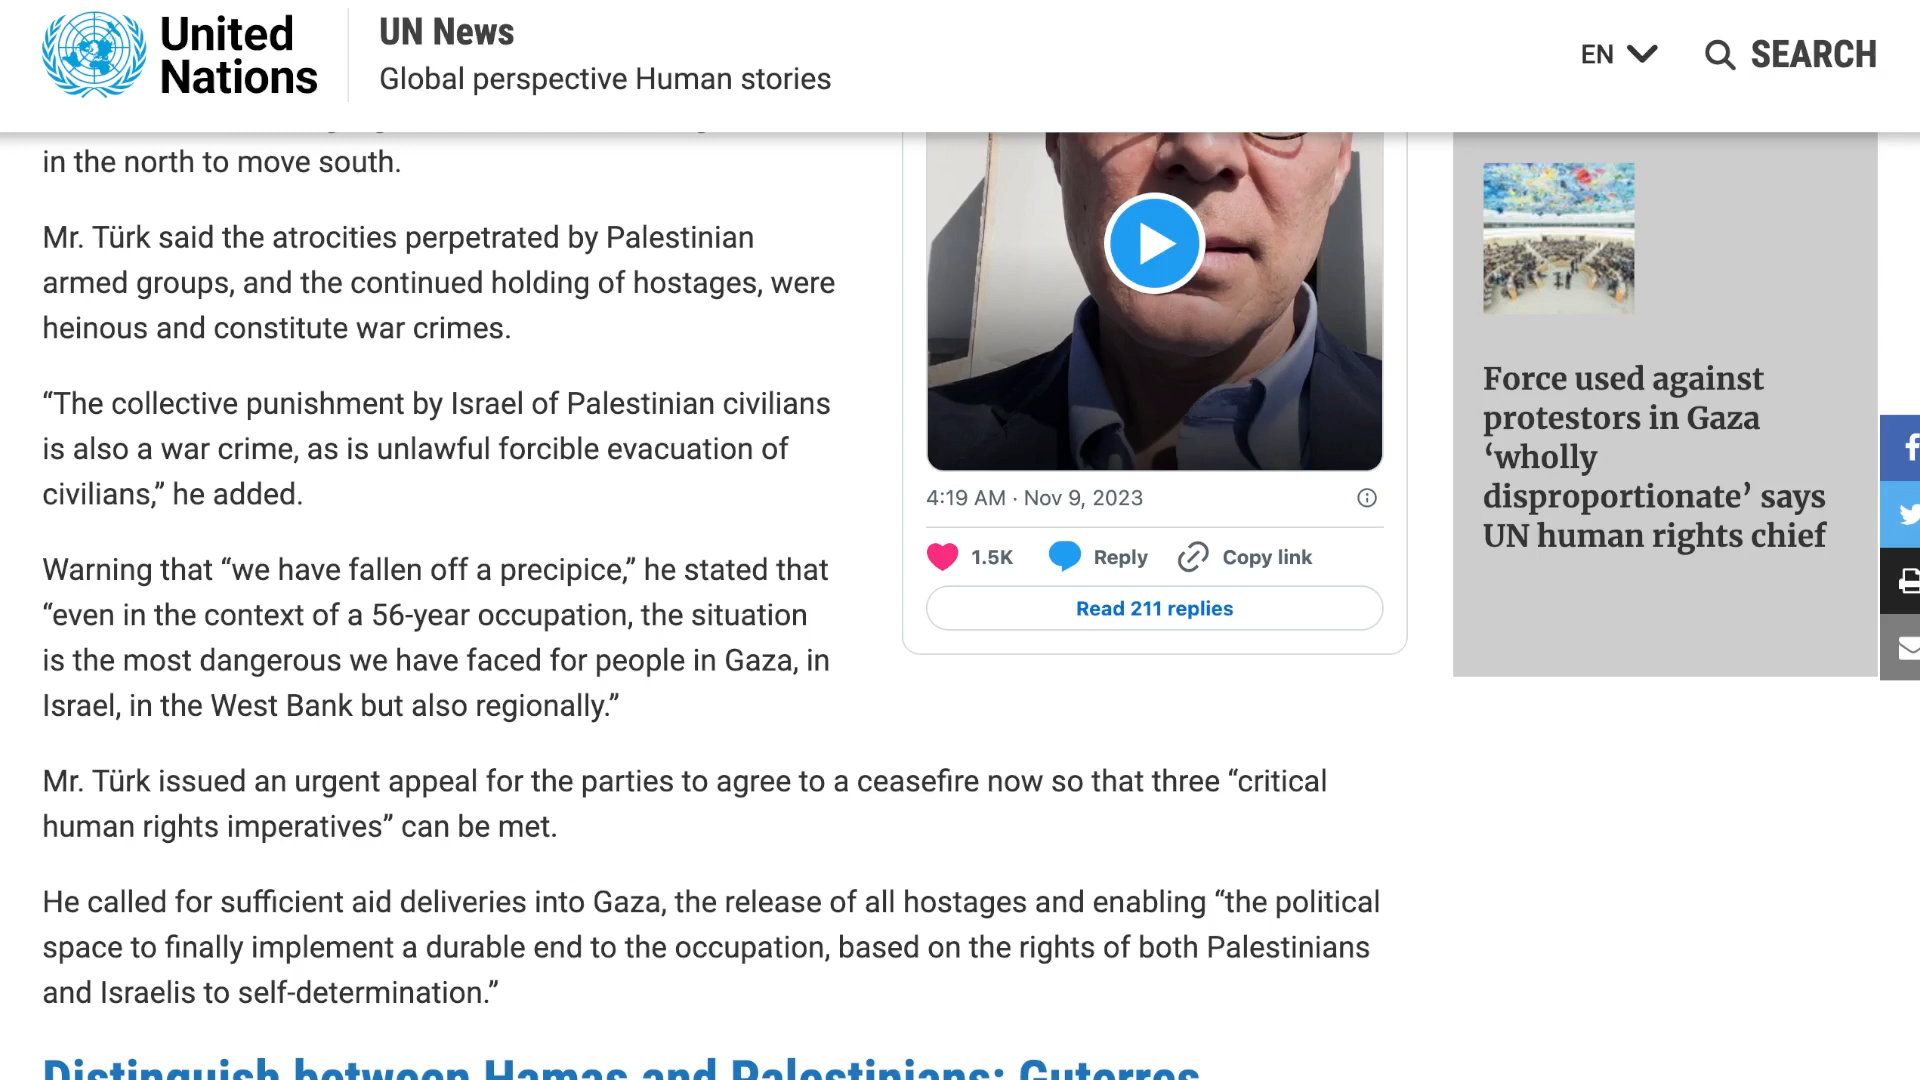 United
Nations
UN News
Global perspective Human stories
EN
SEARCH
in the north to move south.
Mr. Türk said the atrocities perpetrated by Palestinian
armed groups, and the continued holding of hostages, were
heinous and constitute war crimes.
“The collective punishment by Israel of Palestinian civilians
is also a war crime, as is unlawful forcible evacuation of
civilians,” he added.
Warning that “we have fallen off a precipice,” he stated that
“even in the context of a 56-year occupation, the situation
is the most dangerous we have faced for people in Gaza, in
Israel, in the West Bank but also regionally.”
4:19 AM · Nov 9, 2023
1.5K Reply Copy link
Read 211 replies
Force used against
protestors in Gaza
‘wholly
disproportionate’ says
UN human rights chief
Mr. Türk issued an urgent appeal for the parties to agree to a ceasefire now so that three “critical
human rights imperatives” can be met.
He called for sufficient aid deliveries into Gaza, the release of all hostages and enabling “the political
space to finally implement a durable end to the occupation, based on the rights of both Palestinians
and Israelis to self-determination.”
Distinguish between Hamas and Palestinians: Guterres